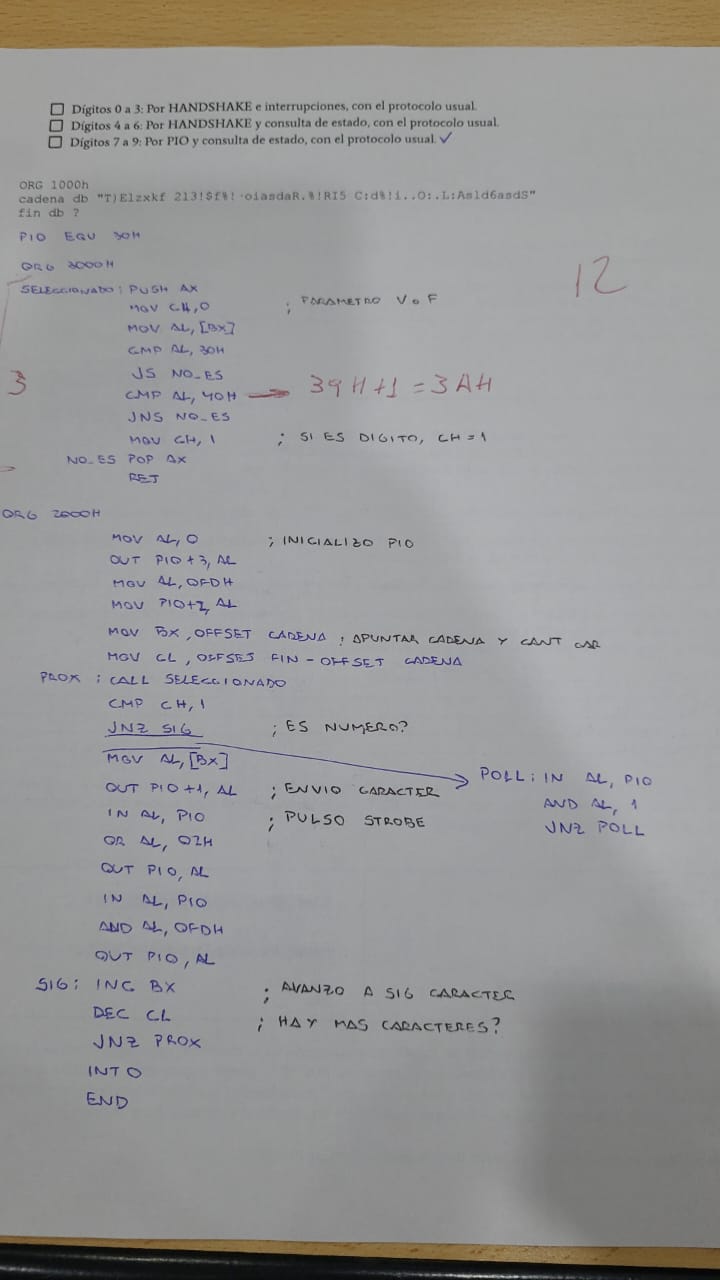 Dígitos 0 a 3: Por HANDSHAKE e interrupciones, con el protocolo usual.
Dígitos 4 a 6: Por HANDSHAKE y consulta de estado, con el protocolo usual.
Dígitos 7 a 9: Por PIO y consulta de estado, con el protocolo usual. ✓
ORG 1000h
cadena db "T)Elzxkf 213!$f%! ·oiasdaR.%!RI5 C:d%!i..O:.L:Asld6asdS"
fin db ?
PIO EQU 30H
ORG 3000H
12
SELECCIONADO: PUSH AX
MOV CH,0 ; PARAMETRO V o F
MOV AL, [BX]
CMP AL, 30H
JS NO_ES
3
CMP AL, 40H → 39H+1 = 3AH
JNS NO_ES
MOV CH, 1 ; SI ES DIGITO, CH = 1
NO_ES POP AX
RET
ORG 2000H
MOV AL, 0 ; INICIALIZO PIO
OUT PIO+3, AL
MOV AL, 0FDH
MOV PIO+2, AL
MOV BX, OFFSET CADENA ; APUNTAR CADENA Y CANT CAR
MOV CL, OFFSET FIN - OFFSET CADENA
PROX : CALL SELECCIONADO
CMP CH, 1
JNZ SIG ; ES NUMERO?
POLL: IN AL, PIO
AND AL, 1
JNZ POLL
MOV AL, [BX]
OUT PIO+1, AL ; ENVIO CARACTER
IN AL, PIO ; PULSO STROBE
OR AL, 02H
OUT PIO, AL
IN AL, PIO
AND AL, 0FDH
OUT PIO, AL
SIG: INC BX ; AVANZO A SIG CARACTER
DEC CL ; HAY MAS CARACTERES?
JNZ PROX
INT 0
END